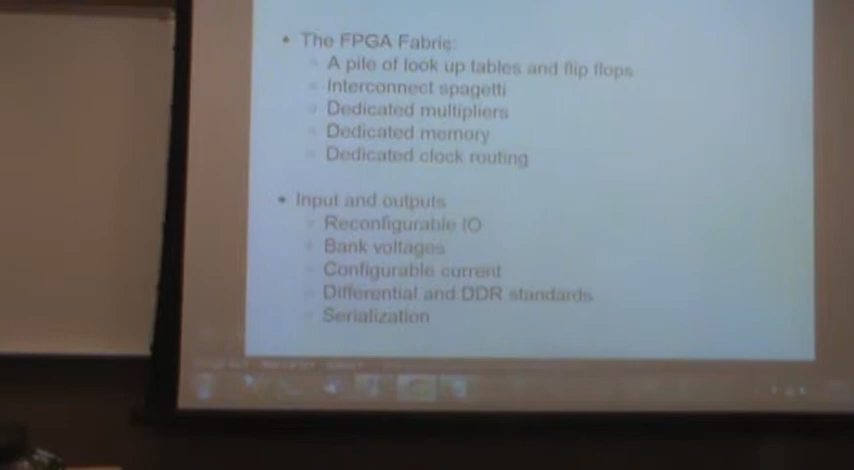 • The FPGA Fabric:
A pile of look up tables and flip flops
Interconnect spagetti
Dedicated multipliers
Dedicated memory
Dedicated clock routing
• Input and outputs
Reconfigurable IO
Bank voltages
Configurable current
Differential and DDR standards
Serialization